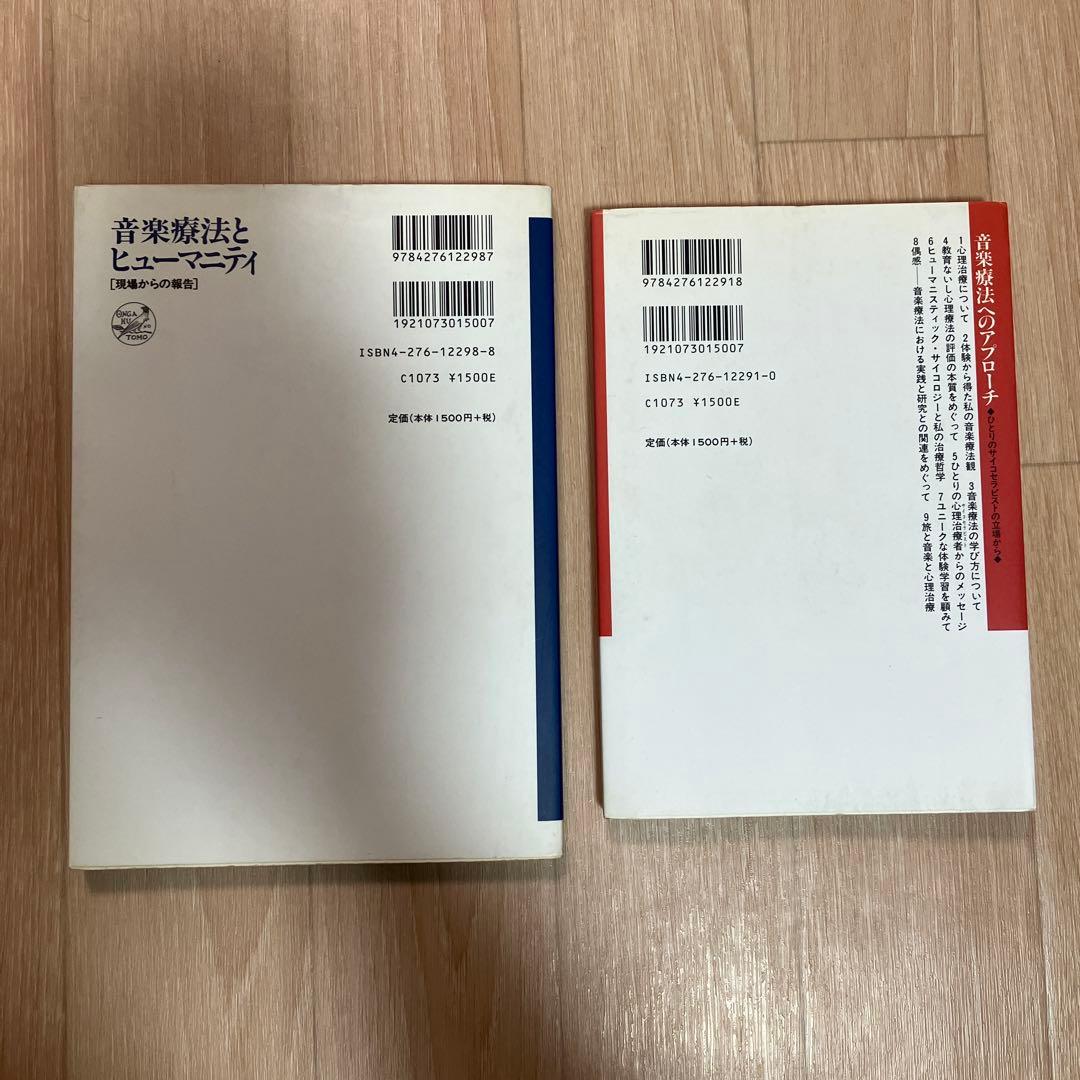 音楽療法と
ヒューマニティ
[現場からの報告]
ONGAKU NO TOMO
9784276122987
1921073015007
ISBN4-276-12298-8
C1073 ¥1500E
定価(本体1500円+税)
9784276122918
1921073015007
ISBN4-276-12291-0
C1073 ¥1500E
定価(本体1500円+税)
音楽療法へのアプローチ
◆ひとりのサイコセラピストの立場から◆
1心理治療について 2体験から得た私の音楽療法観 3音楽療法の学び方について
4教育ないし心理療法の評価の本質をめぐって 5ひとりの心理治療者からのメッセージ
6ヒューマニスティック・サイコロジーと私の治療哲学 7ユニークな体験学習を顧みて
8偶感――音楽療法における実践と研究との関連をめぐって 9旅と音楽と心理治療